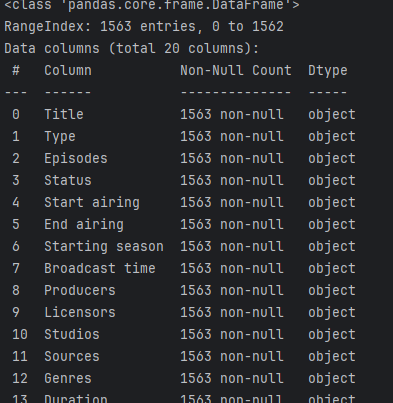 <class 'pandas.core.frame.DataFrame'>
RangeIndex: 1563 entries, 0 to 1562
Data columns (total 20 columns):
 #   Column           Non-Null Count  Dtype
---  ------           --------------  -----
 0   Title            1563 non-null   object
 1   Type             1563 non-null   object
 2   Episodes         1563 non-null   object
 3   Status           1563 non-null   object
 4   Start airing     1563 non-null   object
 5   End airing       1563 non-null   object
 6   Starting season  1563 non-null   object
 7   Broadcast time   1563 non-null   object
 8   Producers        1563 non-null   object
 9   Licensors        1563 non-null   object
 10  Studios          1563 non-null   object
 11  Sources          1563 non-null   object
 12  Genres           1563 non-null   object
 13  Duration         1563 non-null   object